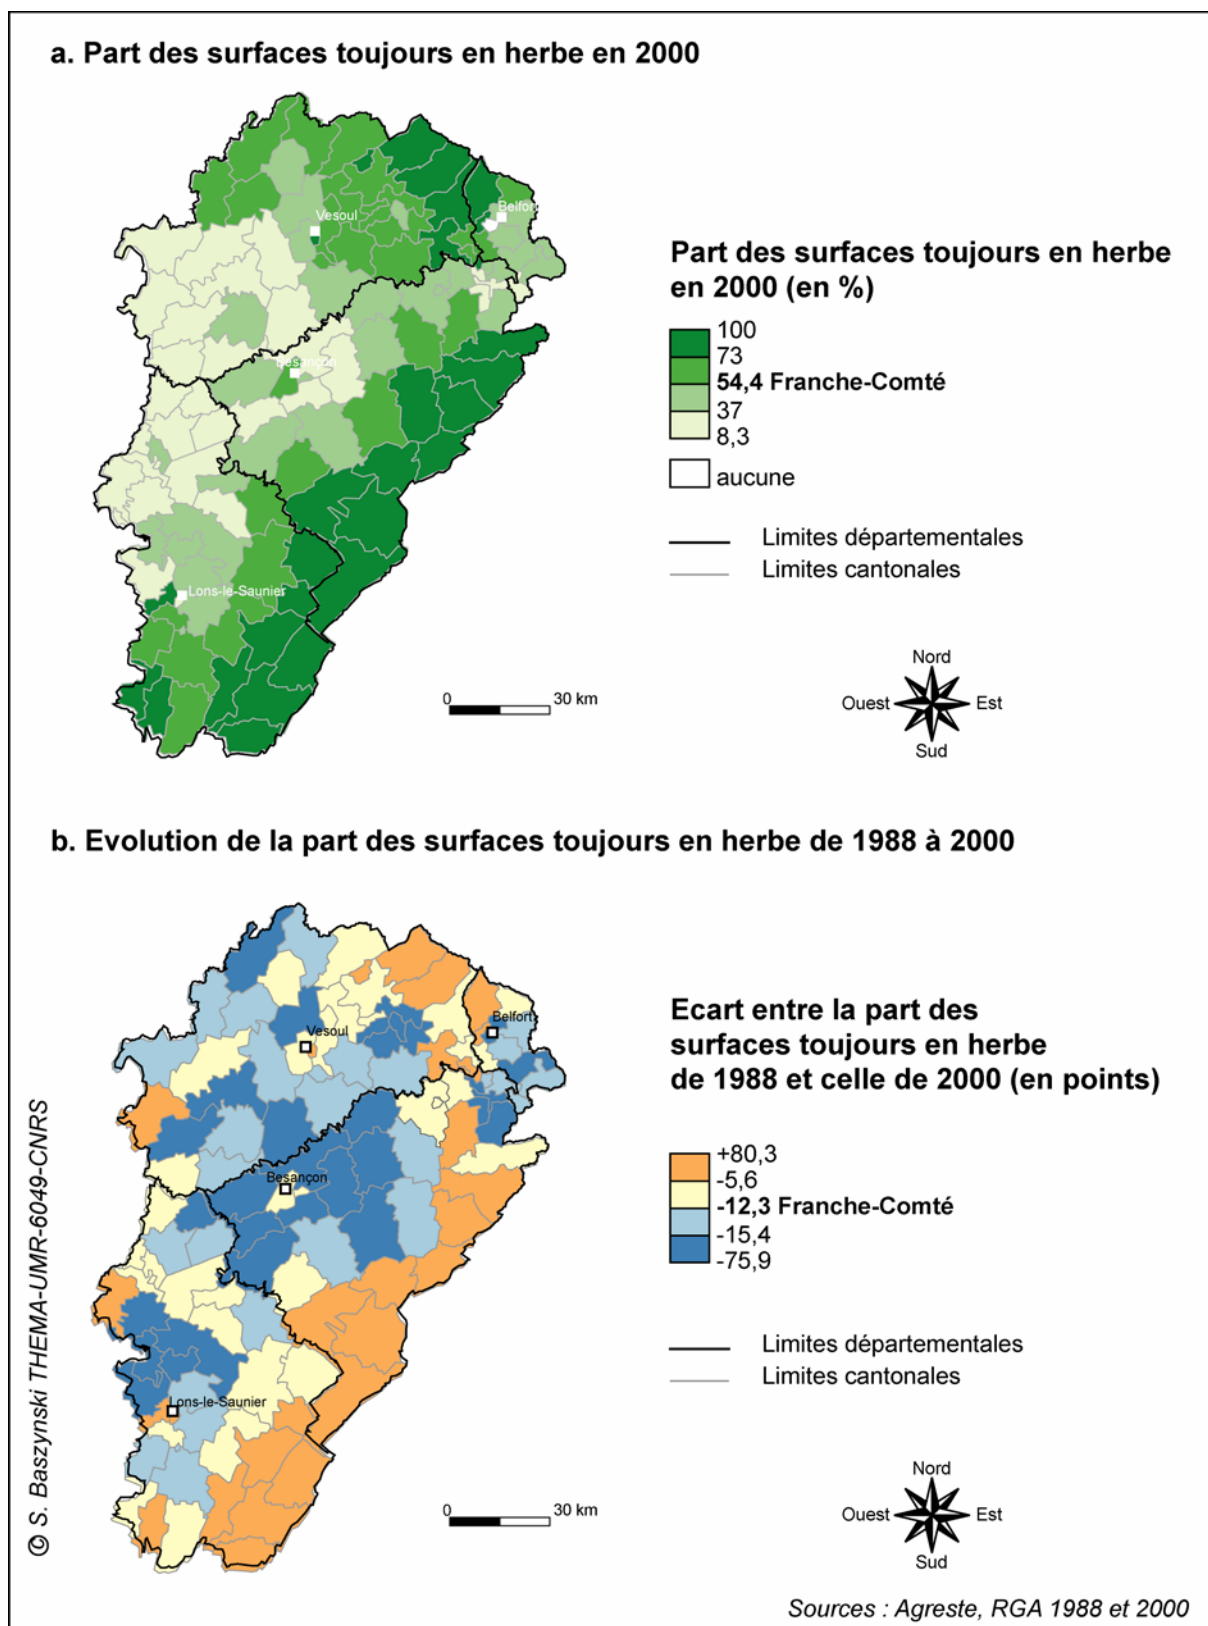 a. Part des surfaces toujours en herbe en 2000
Vesoul
Belfort
Besançon
Lons-le-Saunier
Part des surfaces toujours en herbe
en 2000 (en %)
100
73
54,4 Franche-Comté
37
8,3
aucune
Limites départementales
Limites cantonales
0 30 km
Nord
Ouest Est
Sud
b. Evolution de la part des surfaces toujours en herbe de 1988 à 2000
Vesoul
Belfort
Besançon
Lons-le-Saunier
Ecart entre la part des
surfaces toujours en herbe
de 1988 et celle de 2000 (en points)
+80,3
-5,6
-12,3 Franche-Comté
-15,4
-75,9
Limites départementales
Limites cantonales
0 30 km
Nord
Ouest Est
Sud
© S. Baszynski THEMA-UMR-6049-CNRS
Sources : Agreste, RGA 1988 et 2000